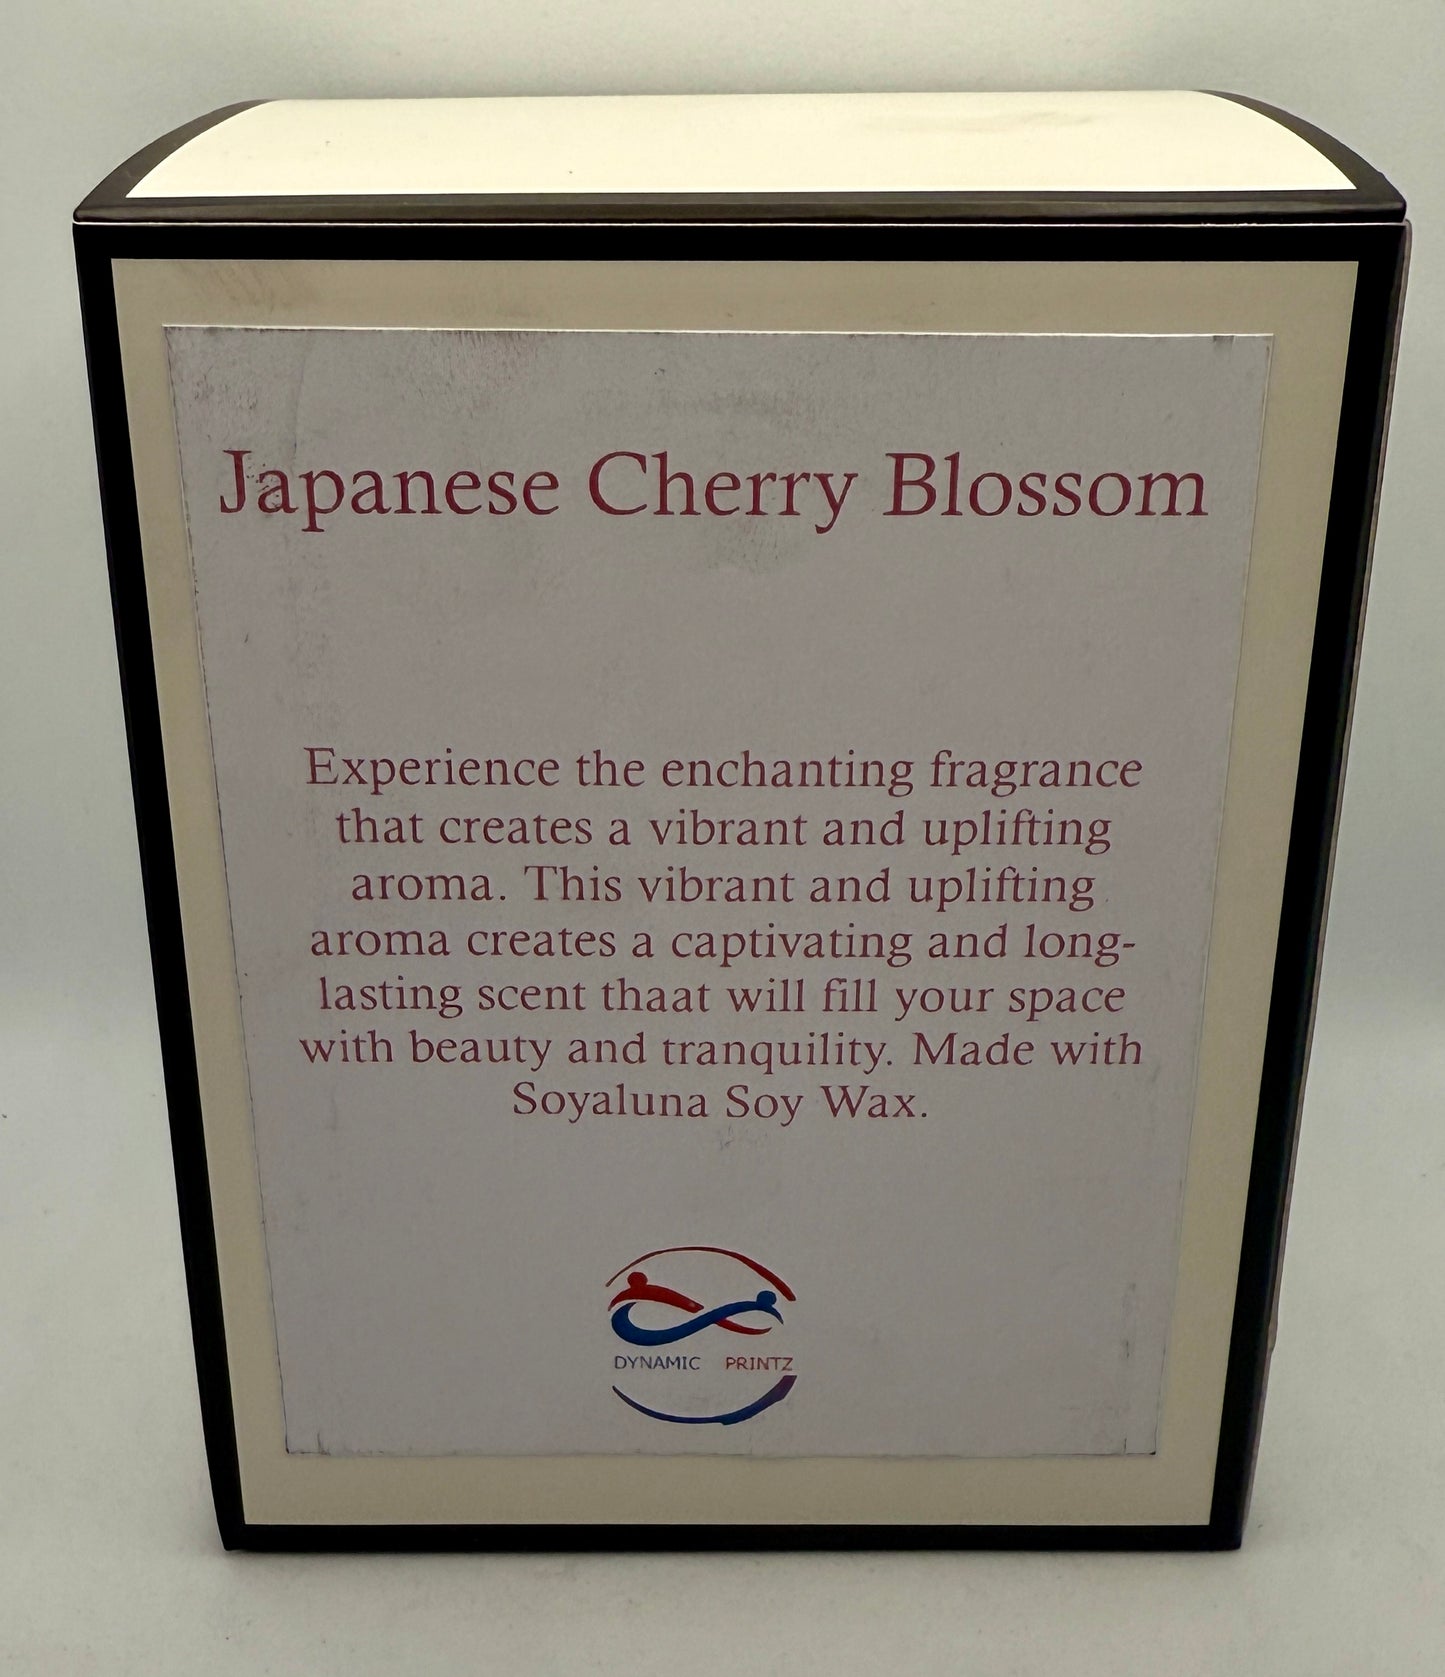 Japanese Cherry Blossom
Experience the enchanting fragrance
that creates a vibrant and uplifting
aroma. This vibrant and uplifting
aroma creates a captivating and long-
lasting scent thaat will fill your space
with beauty and tranquility. Made with
Soyaluna Soy Wax.
DYNAMIC PRINTZ